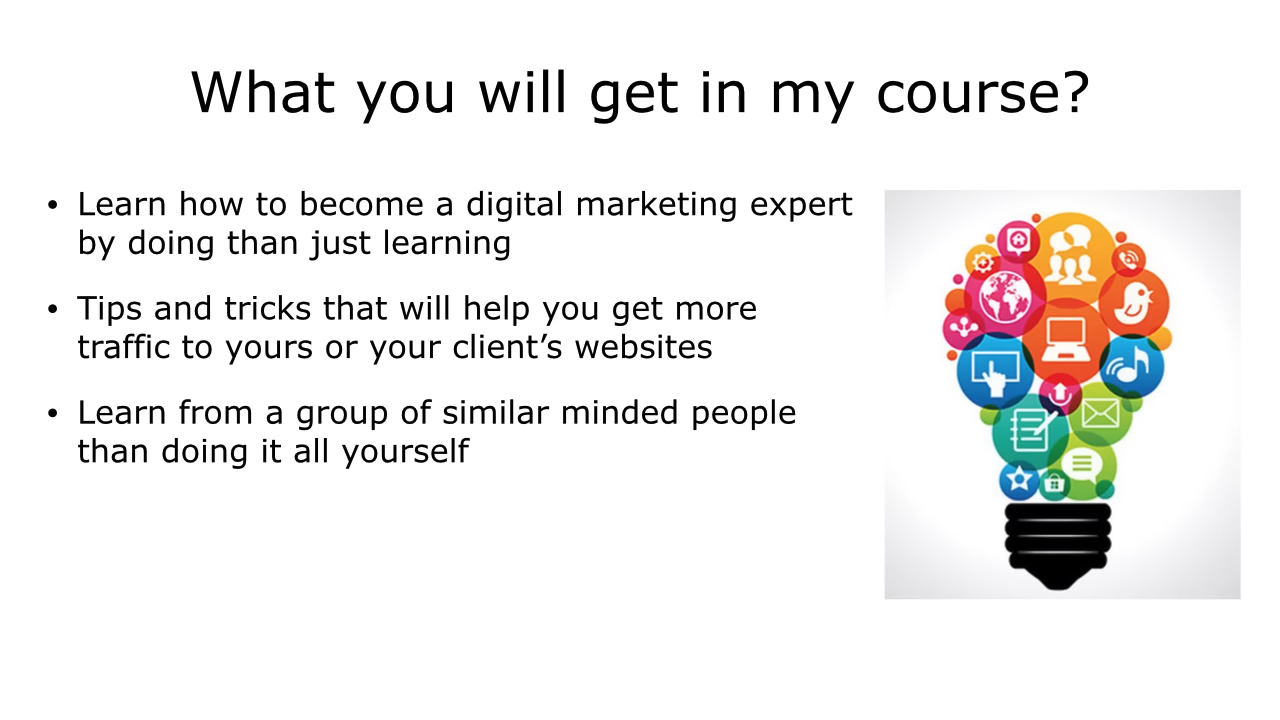 What you will get in my course?
• Learn how to become a digital marketing expert
by doing than just learning
• Tips and tricks that will help you get more
traffic to yours or your client’s websites
• Learn from a group of similar minded people
than doing it all yourself